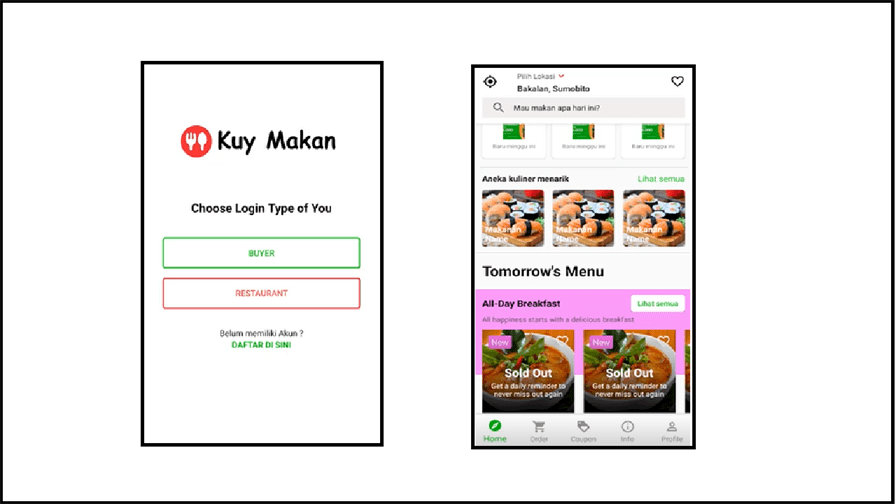 Kuy Makan
Choose Login Type of You
BUYER
RESTAURANT
Belum memiliki Akun ?
DAFTAR DI SINI
Pilih Lokasi
Bakalan, Sumobito
Mau makan apa hari ini?
Baru minggu ini
Baru minggu ini
Baru minggu ini
Aneka kuliner menarik
Lihat semua
Makanan
Name
Makanan
Name
Makanan
Name
Tomorrow's Menu
All-Day Breakfast
Lihat semua
All happiness starts with a delicious breakfast
New
New
Sold Out
Sold Out
Get a daily reminder to
never miss out again
Get a daily reminder to
never miss out again
Home
Order
Coupon
Info
Profile